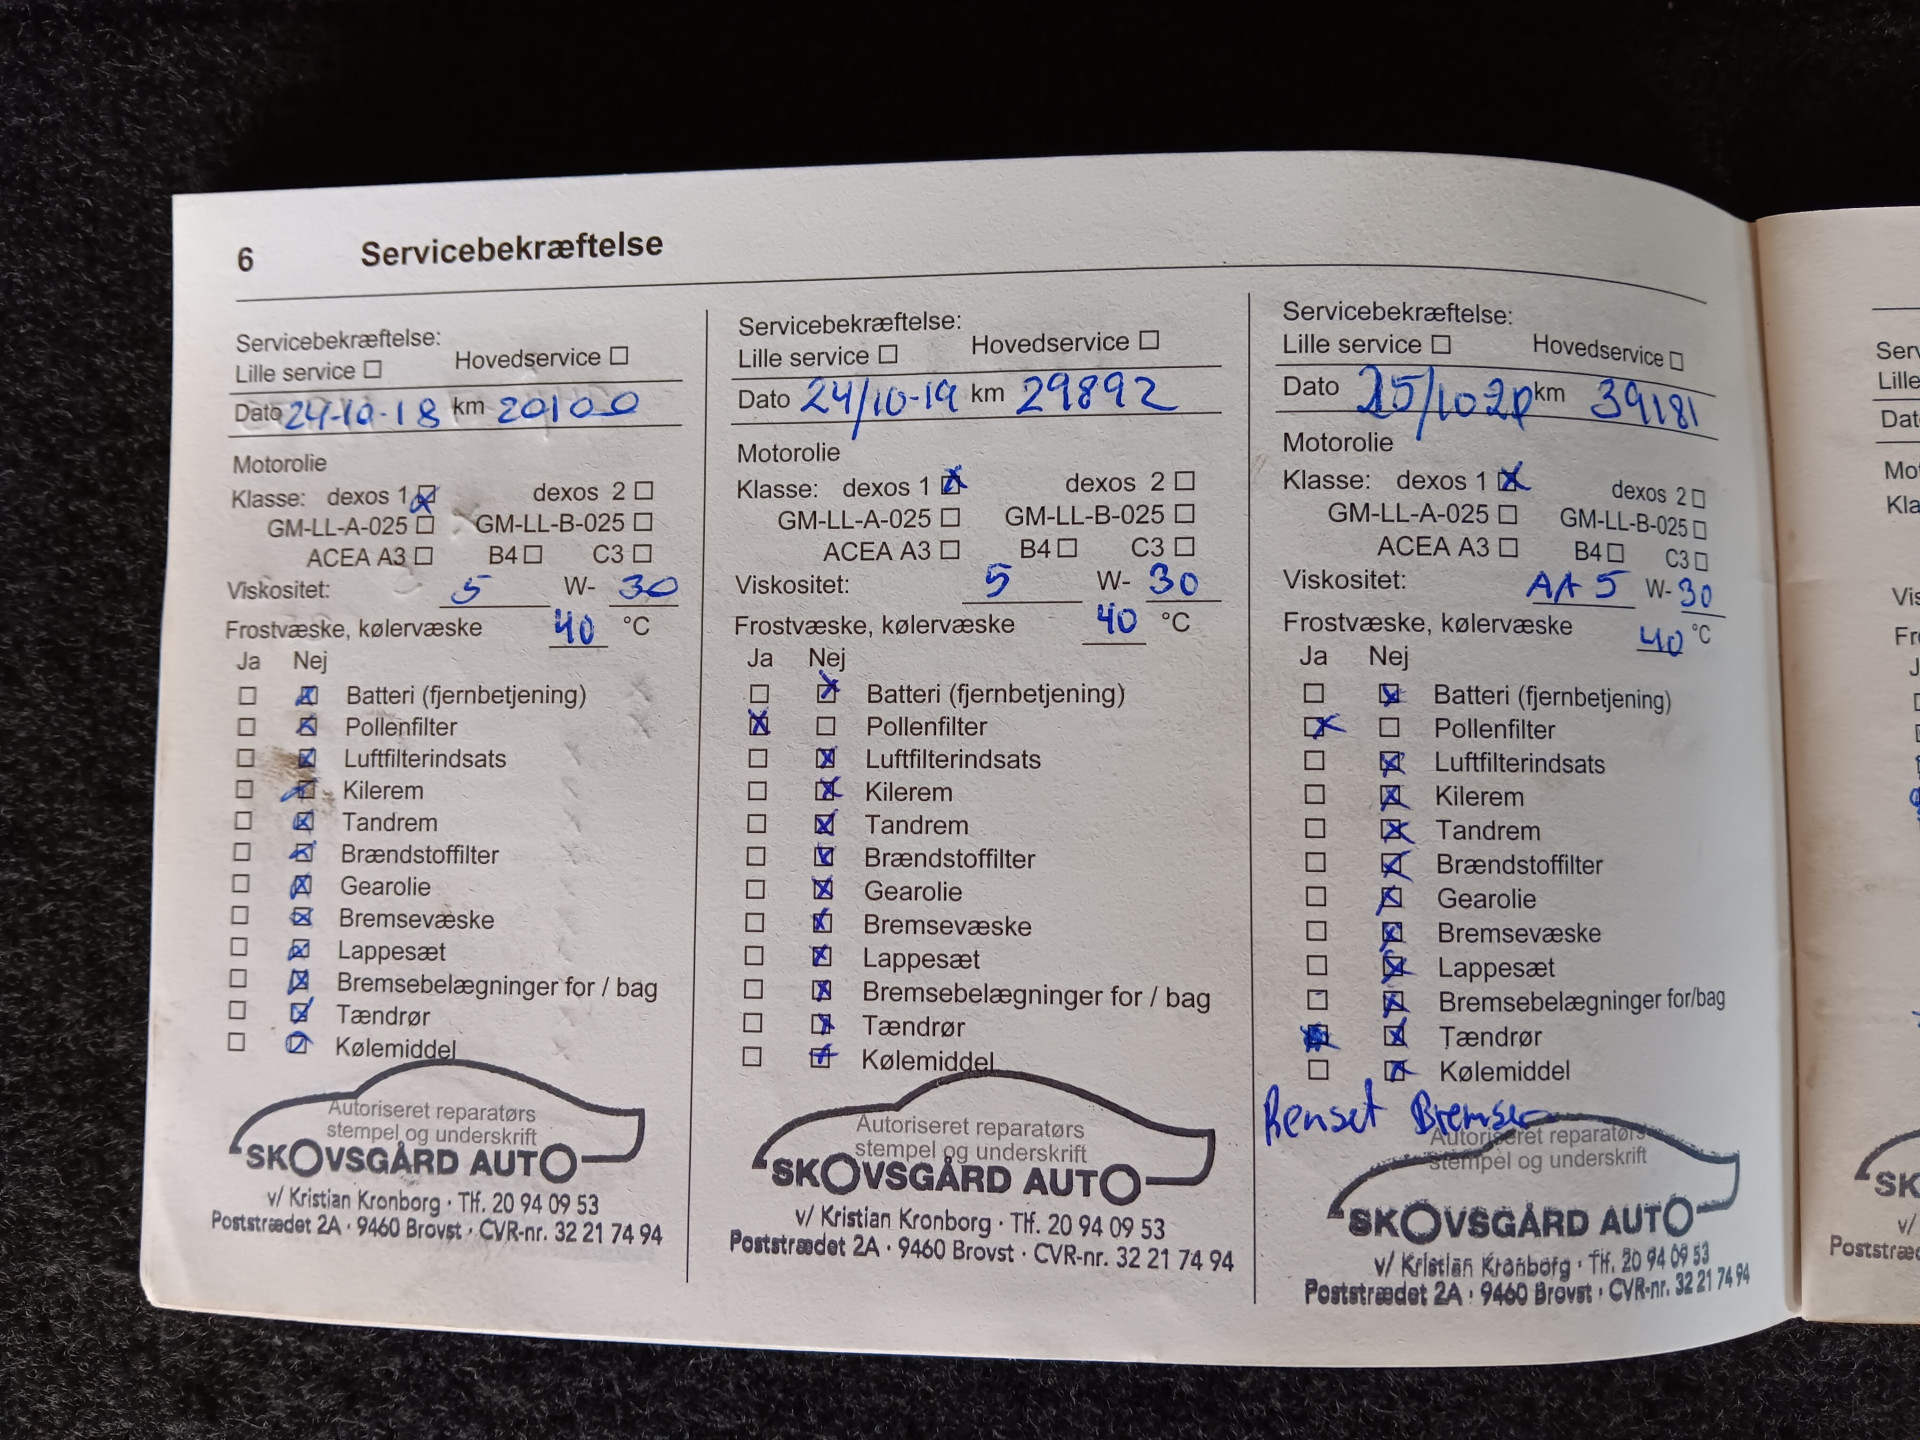 6 Servicebekræftelse
Servicebekræftelse:
Lille service ☐ Hovedservice ☐
Dato 24-10-18 km 20100
Motorolie
Klasse: dexos 1 ☒ dexos 2 ☐
GM-LL-A-025 ☐ GM-LL-B-025 ☐
ACEA A3 ☐ B4 ☐ C3 ☐
Viskositet: 5 W- 30
Frostvæske, kølervæske 40 °C
Ja Nej
☐ ☒ Batteri (fjernbetjening)
☐ ☒ Pollenfilter
☐ ☒ Luftfilterindsats
☐ ☒ Kilerem
☐ ☒ Tandrem
☐ ☒ Brændstoffilter
☐ ☒ Gearolie
☐ ☒ Bremsevæske
☐ ☒ Lappesæt
☐ ☒ Bremsebelægninger for / bag
☐ ☒ Tændrør
☐ ☒ Kølemiddel
Autoriseret reparatørs
stempel og underskrift
SKOVSGÅRD AUTO
v/ Kristian Kronborg · Tlf. 20 94 09 53
Poststrædet 2A · 9460 Brovst · CVR-nr. 32 21 74 94
Servicebekræftelse:
Lille service ☐ Hovedservice ☐
Dato 24/10-19 km 29892
Motorolie
Klasse: dexos 1 ☒ dexos 2 ☐
GM-LL-A-025 ☐ GM-LL-B-025 ☐
ACEA A3 ☐ B4 ☐ C3 ☐
Viskositet: 5 W- 30
Frostvæske, kølervæske 40 °C
Ja Nej
☐ ☒ Batteri (fjernbetjening)
☒ ☐ Pollenfilter
☐ ☒ Luftfilterindsats
☐ ☒ Kilerem
☐ ☒ Tandrem
☐ ☒ Brændstoffilter
☐ ☒ Gearolie
☐ ☒ Bremsevæske
☐ ☒ Lappesæt
☐ ☒ Bremsebelægninger for / bag
☐ ☒ Tændrør
☐ ☒ Kølemiddel
Autoriseret reparatørs
stempel og underskrift
SKOVSGÅRD AUTO
v/ Kristian Kronborg · Tlf. 20 94 09 53
Poststrædet 2A · 9460 Brovst · CVR-nr. 32 21 74 94
Servicebekræftelse:
Lille service ☐ Hovedservice ☐
Dato 25/10 20 km 39181
Motorolie
Klasse: dexos 1 ☒ dexos 2 ☐
GM-LL-A-025 ☐ GM-LL-B-025 ☐
ACEA A3 ☐ B4 ☐ C3 ☐
Viskositet: 5 W- 30
Frostvæske, kølervæske 40 °C
Ja Nej
☐ ☒ Batteri (fjernbetjening)
☒ ☐ Pollenfilter
☐ ☒ Luftfilterindsats
☐ ☒ Kilerem
☐ ☒ Tandrem
☐ ☒ Brændstoffilter
☐ ☒ Gearolie
☐ ☒ Bremsevæske
☐ ☒ Lappesæt
☐ ☒ Bremsebelægninger for/bag
☒ ☒ Tændrør
☐ ☒ Kølemiddel
Renset Bremser
Autoriseret reparatørs
stempel og underskrift
SKOVSGÅRD AUTO
v/ Kristian Kronborg · Tlf. 20 94 09 53
Poststrædet 2A · 9460 Brovst · CVR-nr. 32 21 74 94